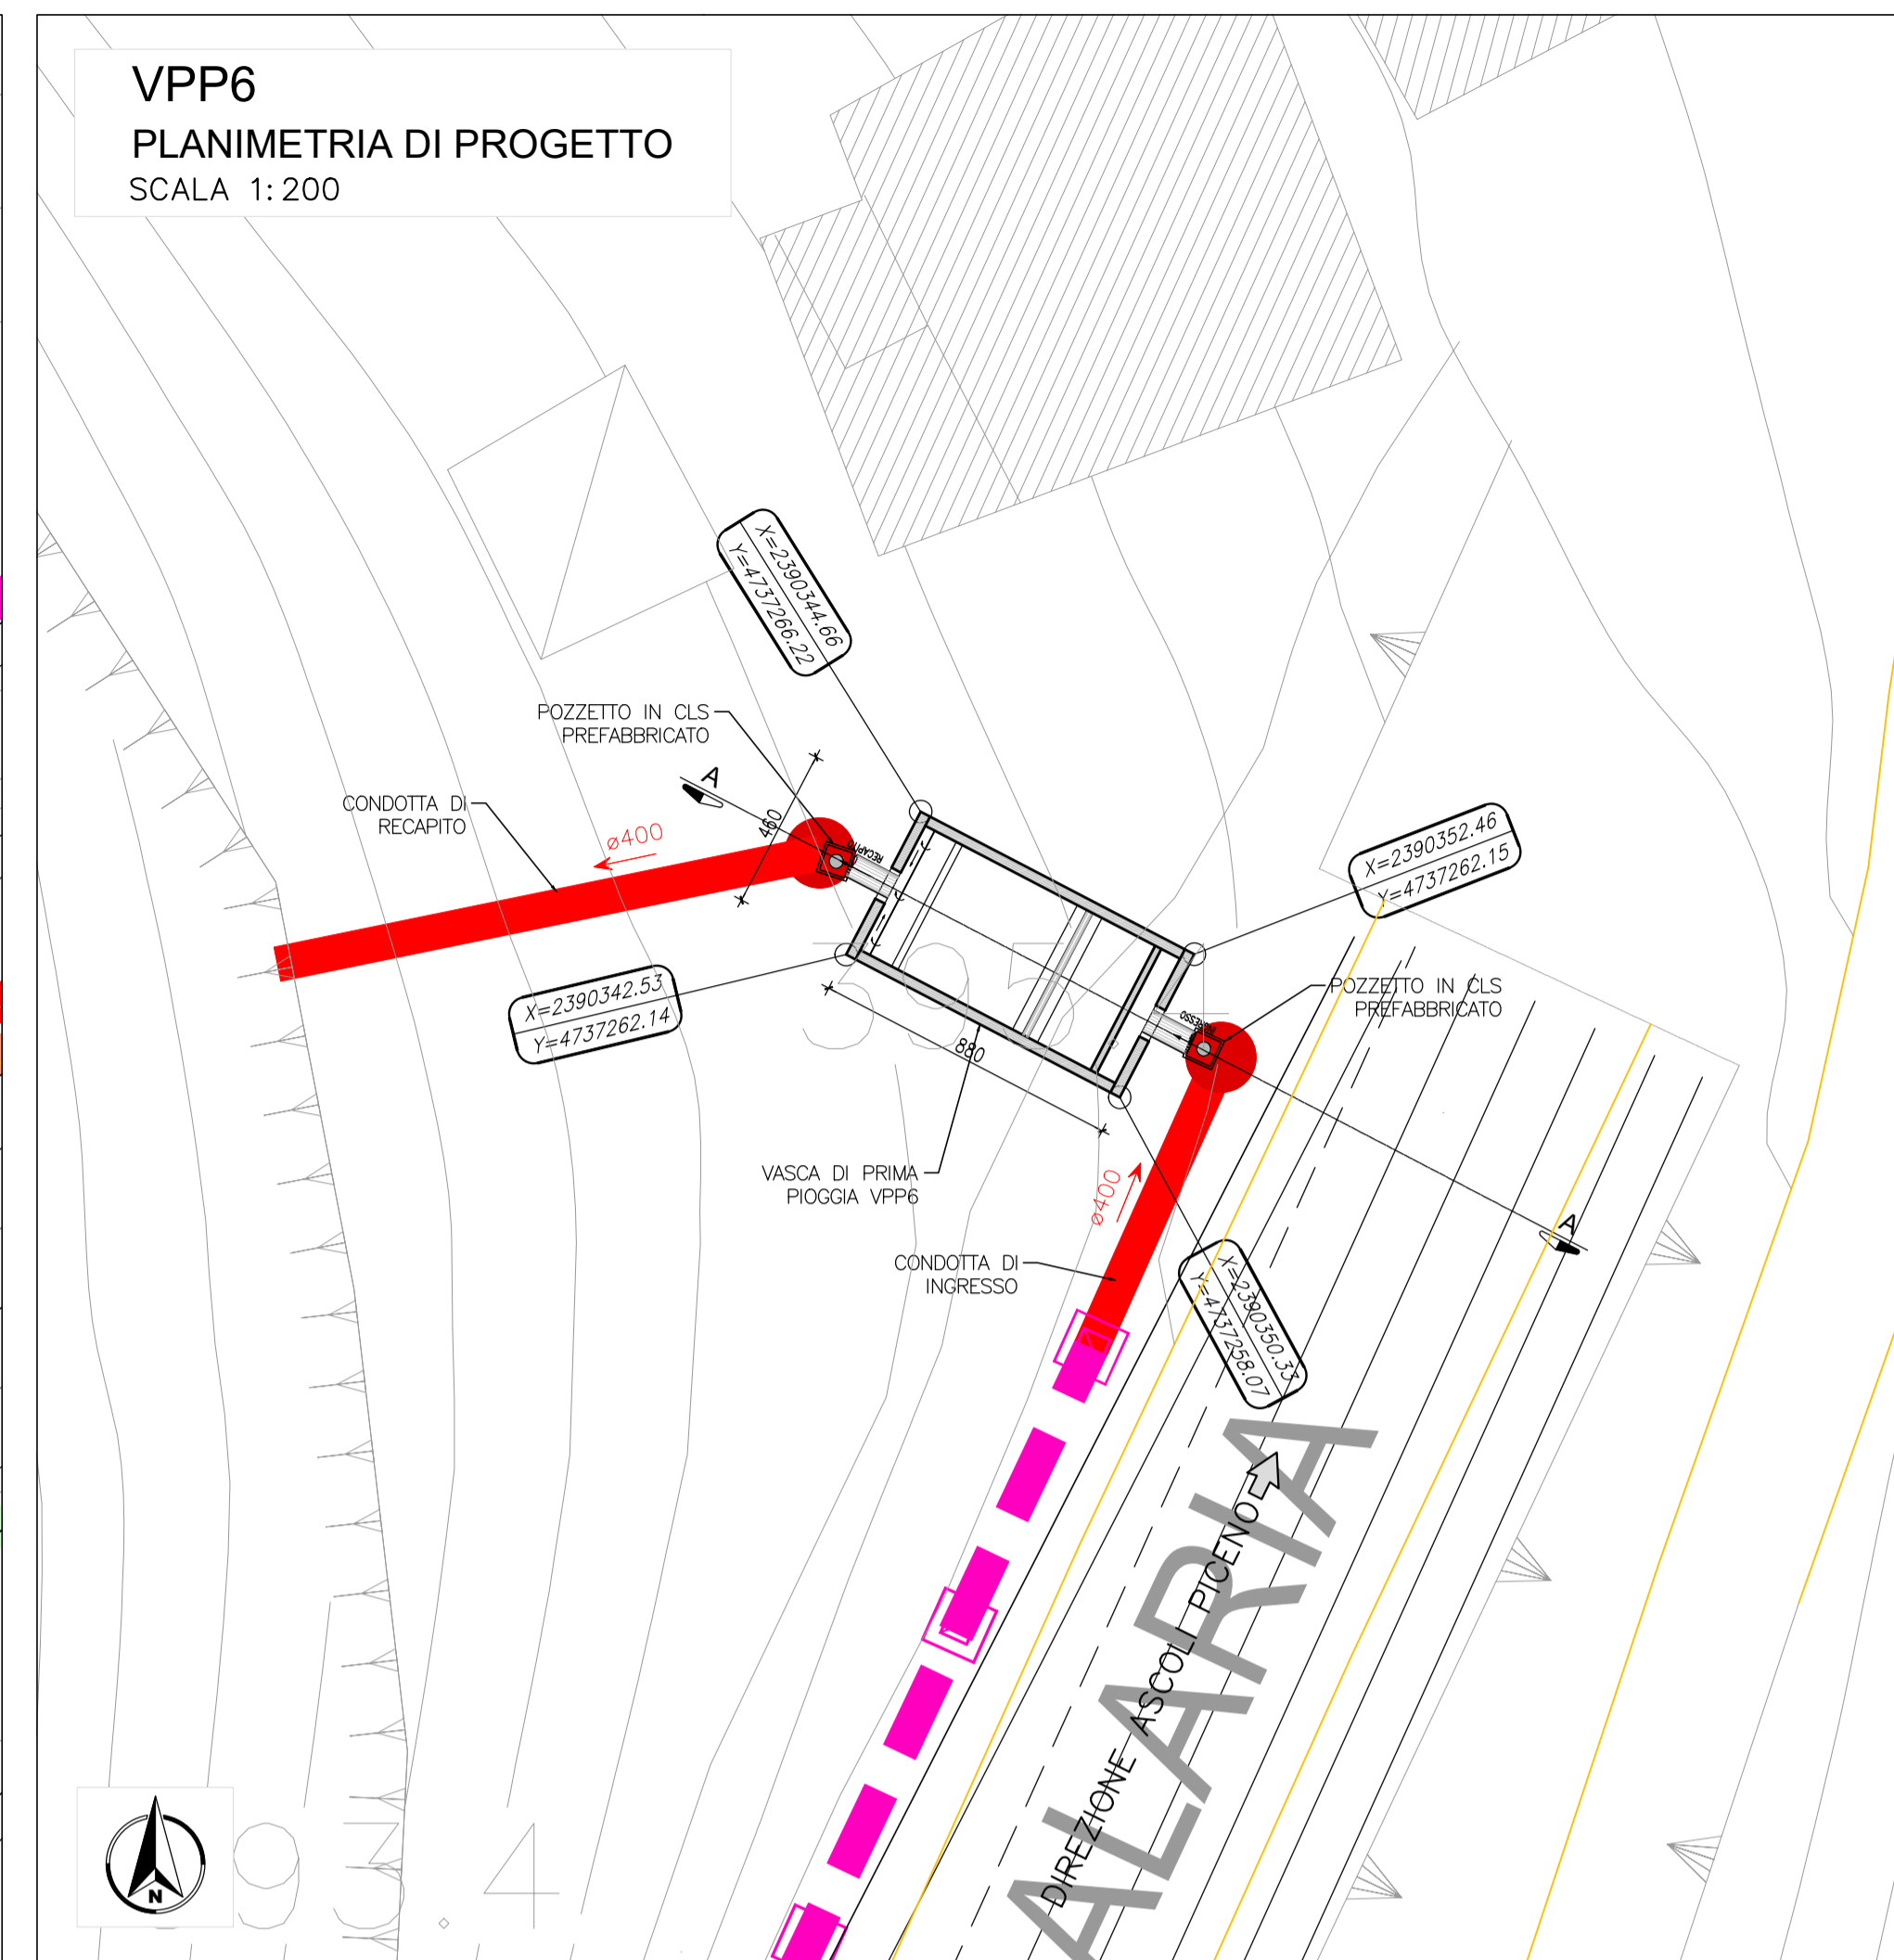 VPP6
PLANIMETRIA DI PROGETTO
SCALA 1:200
X=2390344.66
Y=4737266.22
POZZETTO IN CLS
PREFABBRICATO
A
460
CONDOTTA DI
RECAPITO
ø400
RECAPITO
X=2390352.46
Y=4737262.15
X=2390342.53
Y=4737262.14
POZZETTO IN CLS
PREFABBRICATO
INGRESSO
880
VASCA DI PRIMA
PIOGGIA VPP6
ø400
A
CONDOTTA DI
INGRESSO
X=2390350.33
Y=4737258.07
ALARIA
DIREZIONE ASCOLI PICENO
N